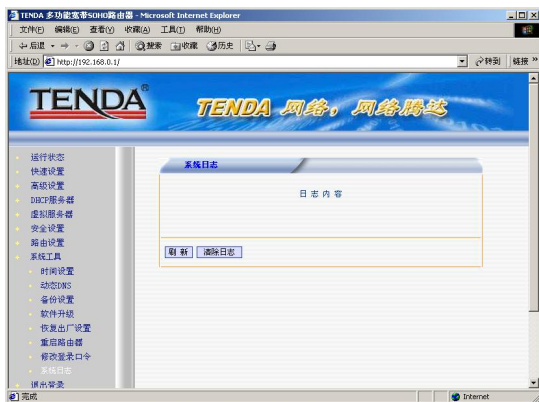 TENDA 多功能宽带SOHO路由器 - Microsoft Internet Explorer
文件(F) 编辑(E) 查看(V) 收藏(A) 工具(T) 帮助(H)
后退 搜索 收藏 历史
地址(D) http://192.168.0.1/ 转到 链接 »
TENDA®
TENDA 网络，网络腾达
运行状态
快速设置
高级设置
DHCP服务器
虚拟服务器
安全设置
路由设置
系统工具
时间设置
动态DNS
备份设置
软件升级
恢复出厂设置
重启路由器
修改登录口令
系统日志
退出登录
系统日志
日志内容
刷 新 清除日志
完成 Internet